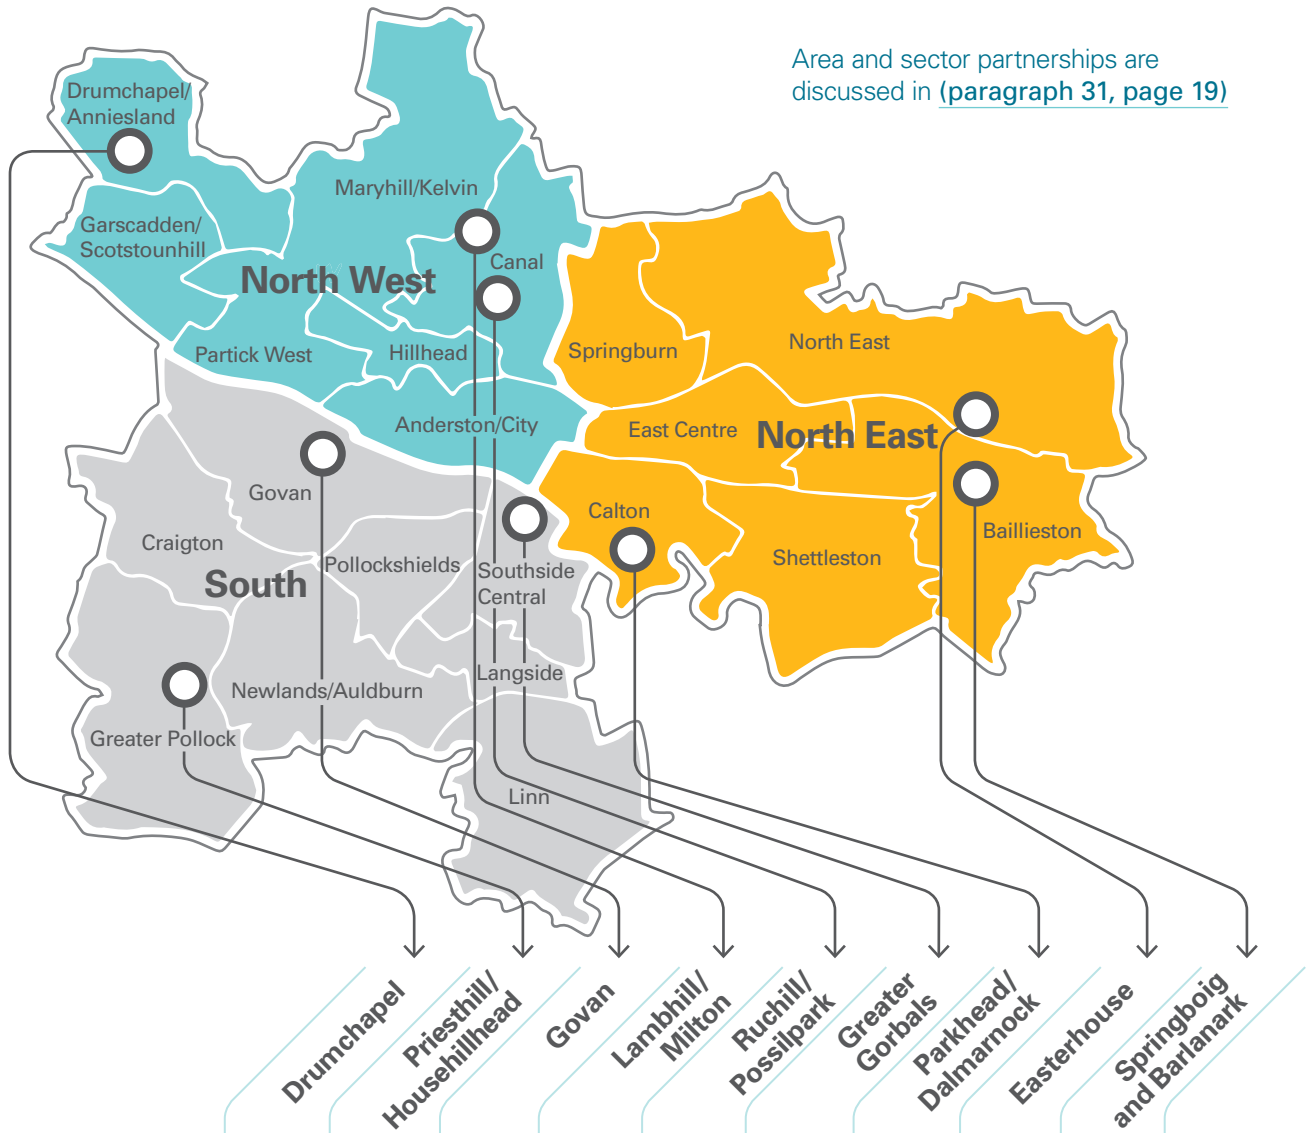 Area and sector partnerships are
discussed in (paragraph 31, page 19)
Drumchapel/
Anniesland
Maryhill/Kelvin
Garscadden/
Scotstounhill
Canal
North West
Partick West
Hillhead
Anderston/City
Springburn
North East
East Centre
North East
Calton
Shettleston
Baillieston
Govan
Craigton
South
Pollockshields
Southside
Central
Langside
Newlands/Auldburn
Greater Pollock
Linn
Drumchapel
Priesthill/
Househillhead
Govan
Lambhill/
Milton
Ruchill/
Possilpark
Greater
Gorbals
Parkhead/
Dalmarnock
Easterhouse
Springboig
and Barlanark